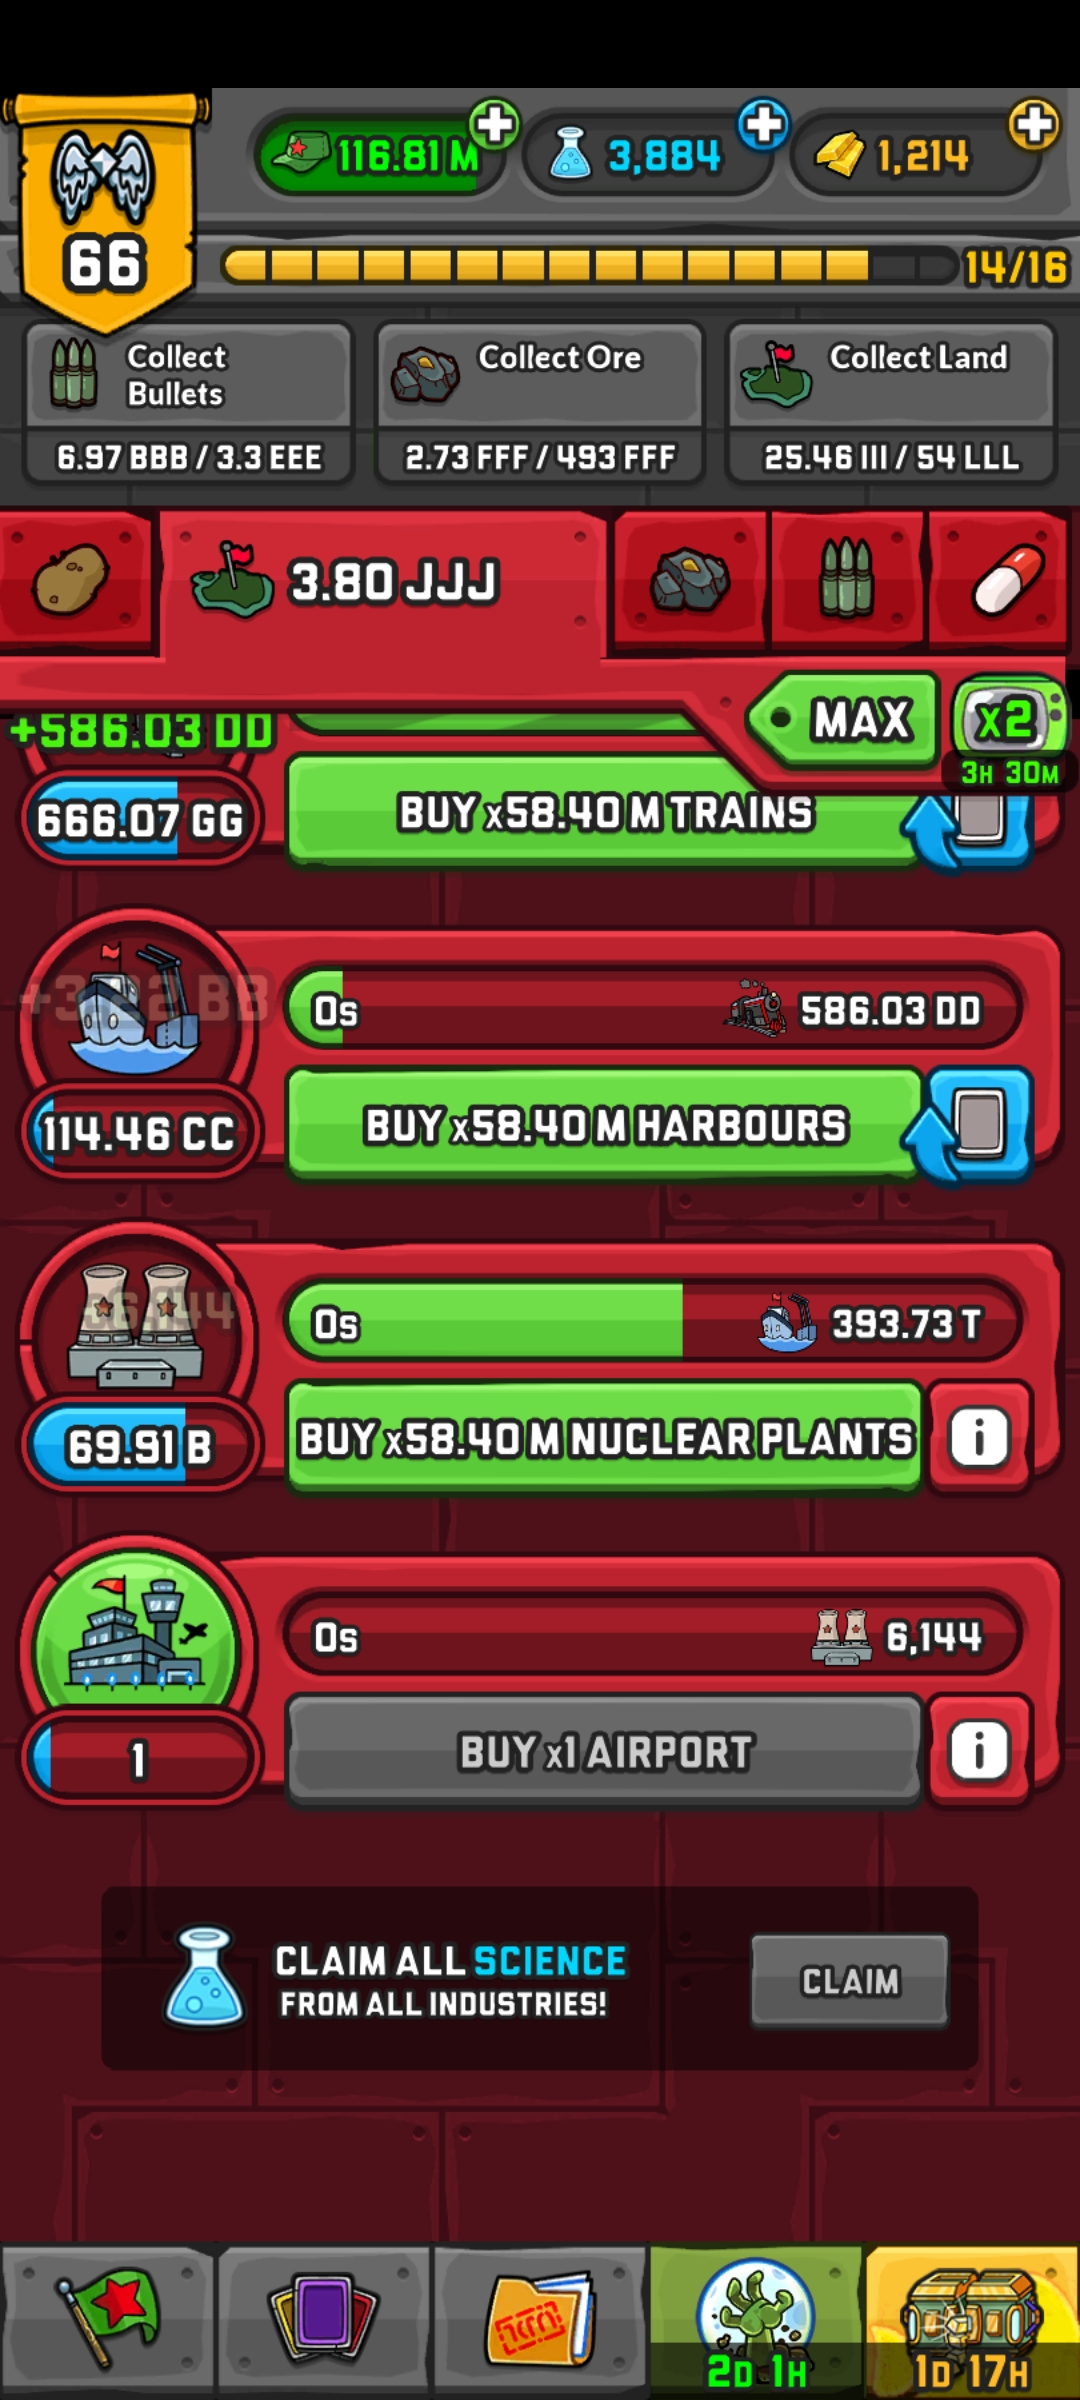 116.81 M
3,884
1,214
66
14/16
Collect
Bullets
Collect Ore
Collect Land
6.97 BBB / 3.3 EEE
2.73 FFF / 493 FFF
25.46 III / 54 LLL
3.80 JJJ
MAX
x2
3H 30M
+586.03 DD
666.07 GG
BUY x58.40 M TRAINS
0s
586.03 DD
114.46 CC
BUY x58.40 M HARBOURS
0s
393.73 T
69.91 B
BUY x58.40 M NUCLEAR PLANTS
i
0s
6,144
1
BUY x1 AIRPORT
i
CLAIM ALL SCIENCE
FROM ALL INDUSTRIES!
CLAIM
2D 1H
1D 17H